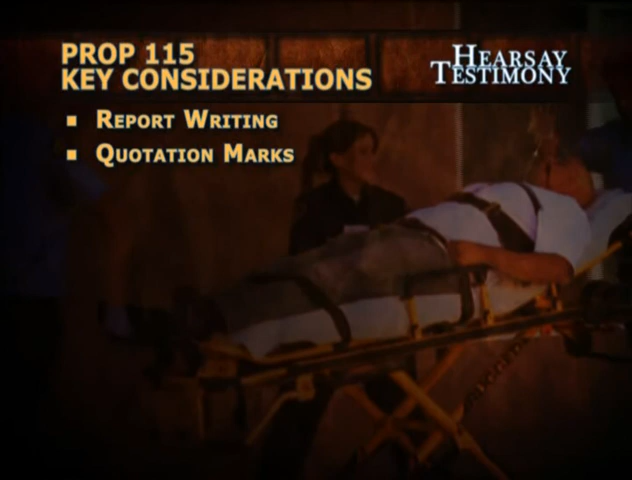 PROP 115
KEY CONSIDERATIONS
HEARSAY
TESTIMONY
REPORT WRITING
QUOTATION MARKS